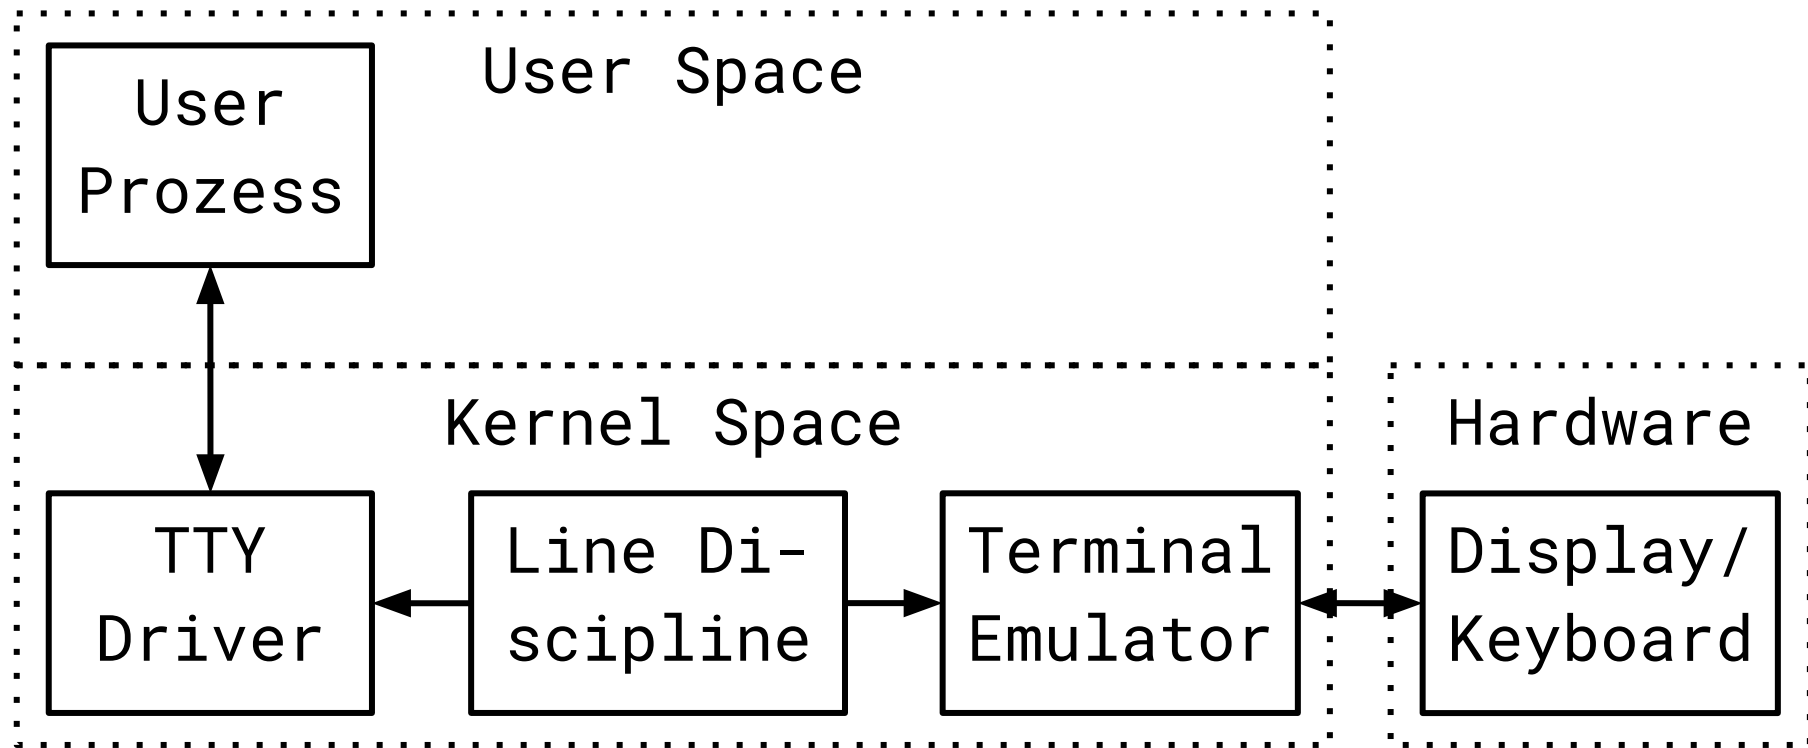 User Space
User
Prozess
Kernel Space
Hardware
TTY
Driver
Line Di-
scipline
Terminal
Emulator
Display/
Keyboard